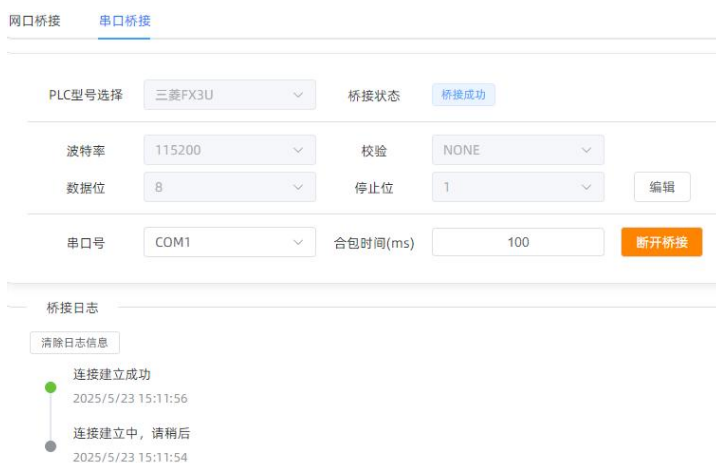 网口桥接 串口桥接
PLC型号选择 三菱FX3U 桥接状态 桥接成功
波特率 115200 校验 NONE
数据位 8 停止位 1 编辑
串口号 COM1 合包时间(ms) 100 断开桥接
桥接日志
清除日志信息
连接建立成功
2025/5/23 15:11:56
连接建立中，请稍后
2025/5/23 15:11:54